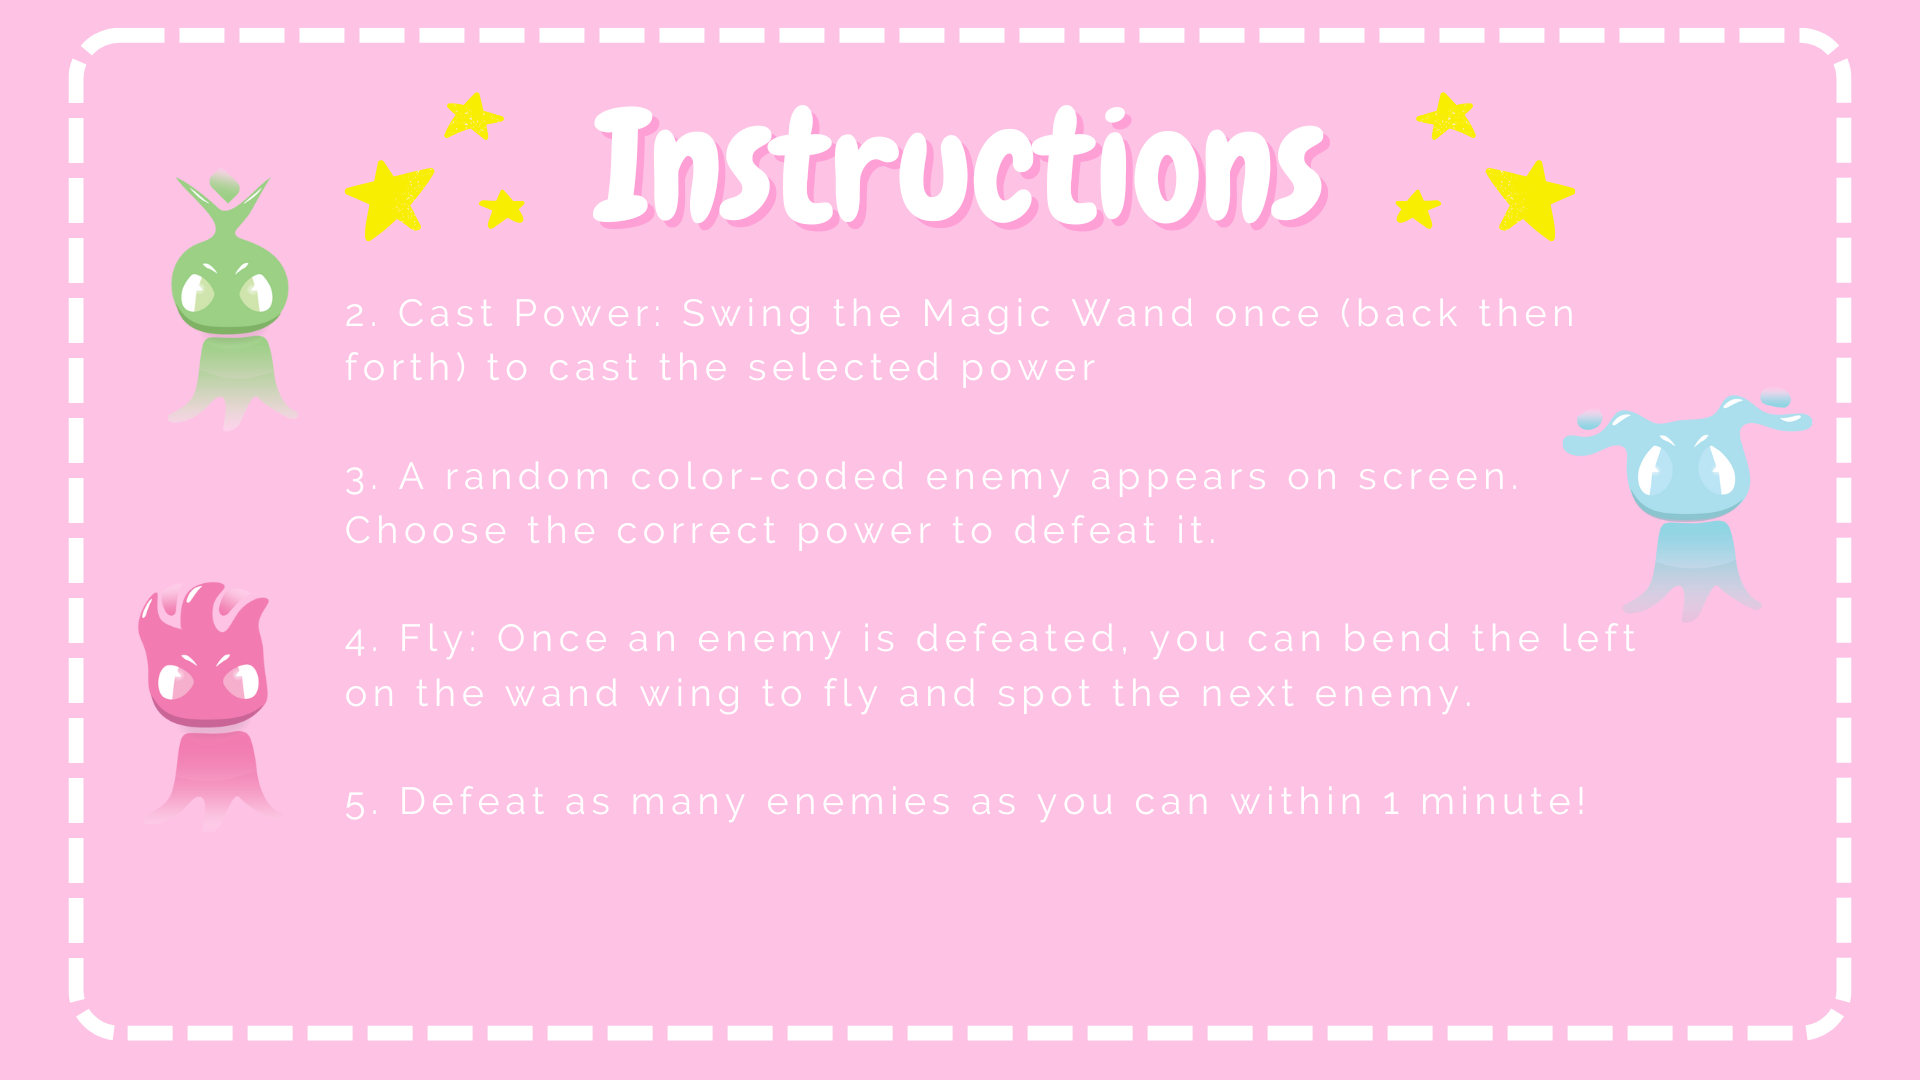 Instructions
2. Cast Power: Swing the Magic Wand once (back then
forth) to cast the selected power
3. A random color-coded enemy appears on screen.
Choose the correct power to defeat it.
4. Fly: Once an enemy is defeated, you can bend the left
on the wand wing to fly and spot the next enemy.
5. Defeat as many enemies as you can within 1 minute!